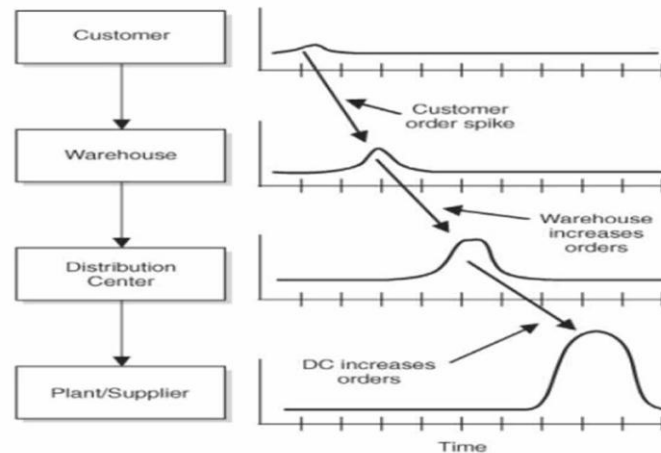 Customer
Customer
order spike
Warehouse
Warehouse
increases
orders
Distribution
Center
DC increases
orders
Plant/Supplier
Time